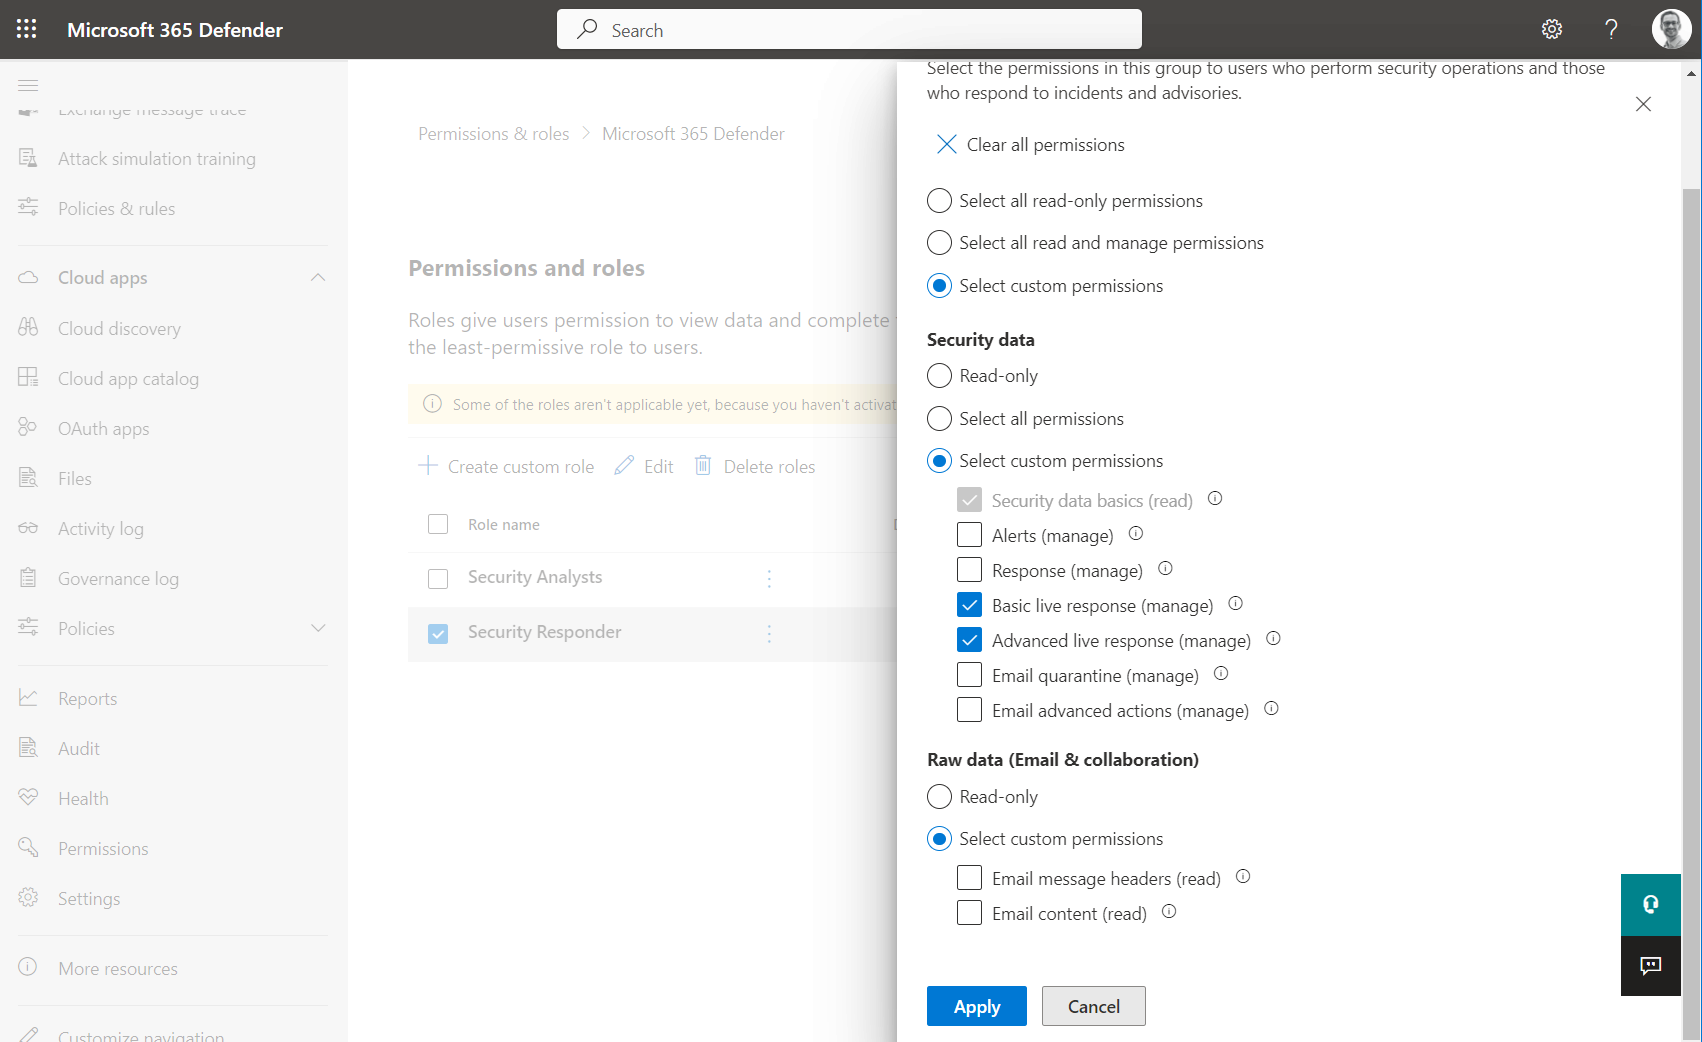 Microsoft 365 Defender
Search
Exchange message trace
Attack simulation training
Policies & rules
Cloud apps
Cloud discovery
Cloud app catalog
OAuth apps
Files
Activity log
Governance log
Policies
Reports
Audit
Health
Permissions
Settings
More resources
Customize navigation
Permissions & roles > Microsoft 365 Defender
Permissions and roles
Roles give users permission to view data and complete
the least-permissive role to users.
Some of the roles aren't applicable yet, because you haven't activat
Create custom role Edit Delete roles
Role name
Security Analysts
Security Responder
Select the permissions in this group to users who perform security operations and those
who respond to incidents and advisories.
Clear all permissions
Select all read-only permissions
Select all read and manage permissions
Select custom permissions
Security data
Read-only
Select all permissions
Select custom permissions
Security data basics (read)
Alerts (manage)
Response (manage)
Basic live response (manage)
Advanced live response (manage)
Email quarantine (manage)
Email advanced actions (manage)
Raw data (Email & collaboration)
Read-only
Select custom permissions
Email message headers (read)
Email content (read)
Apply Cancel